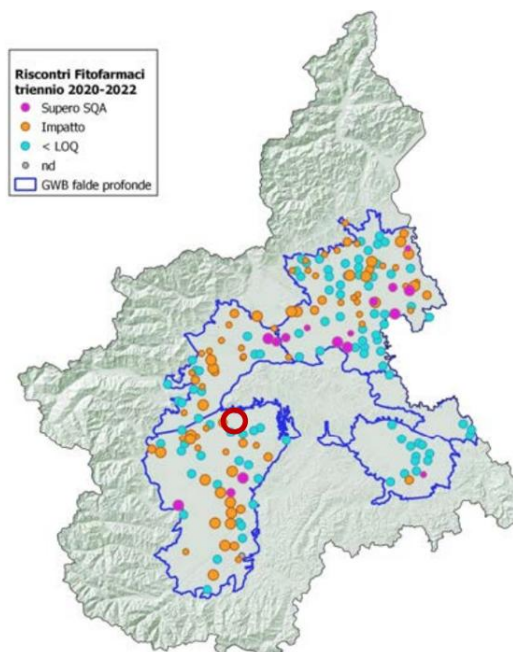 Riscontri Fitofarmaci
triennio 2020-2022
Supero SQA
Impatto
< LOQ
nd
GWB falde profonde